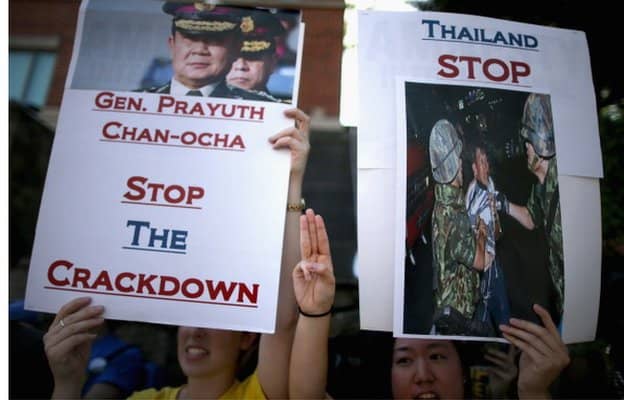 Gen. Prayuth
Chan-ocha
Stop
The
Crackdown
Thailand
STOP